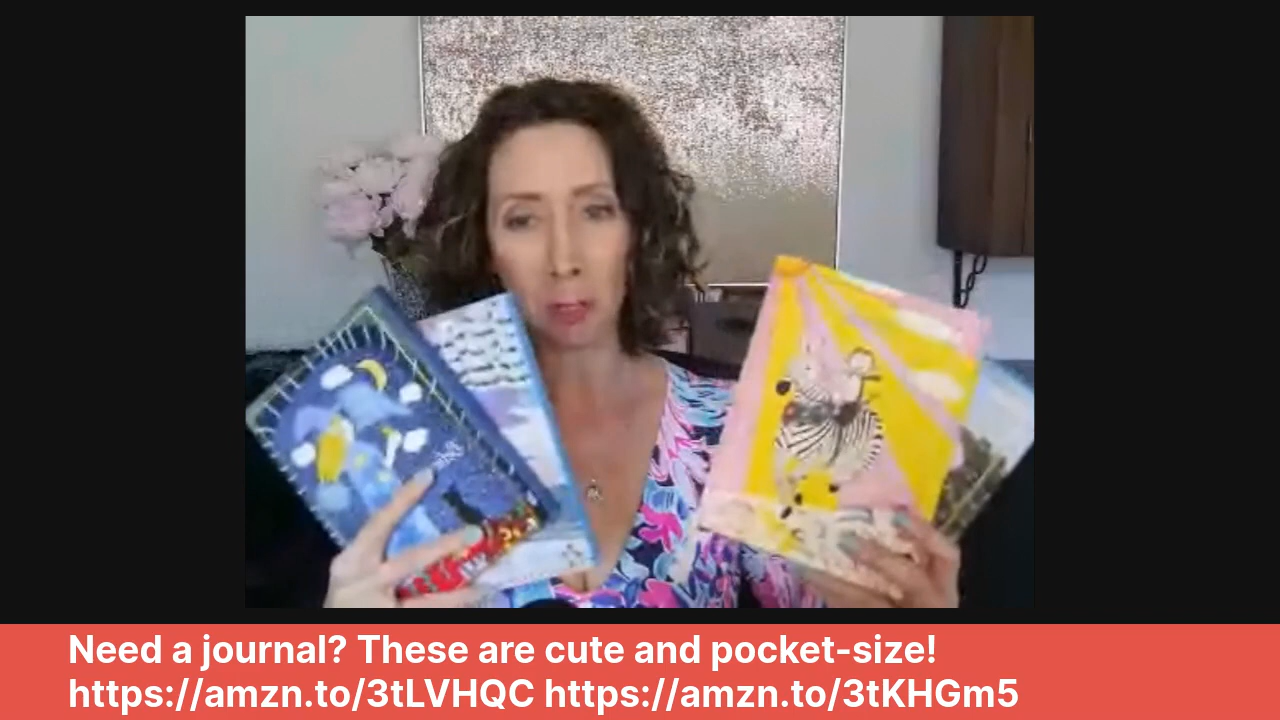 Need a journal? These are cute and pocket-size!
https://amzn.to/3tLVHQC https://amzn.to/3tKHGm5